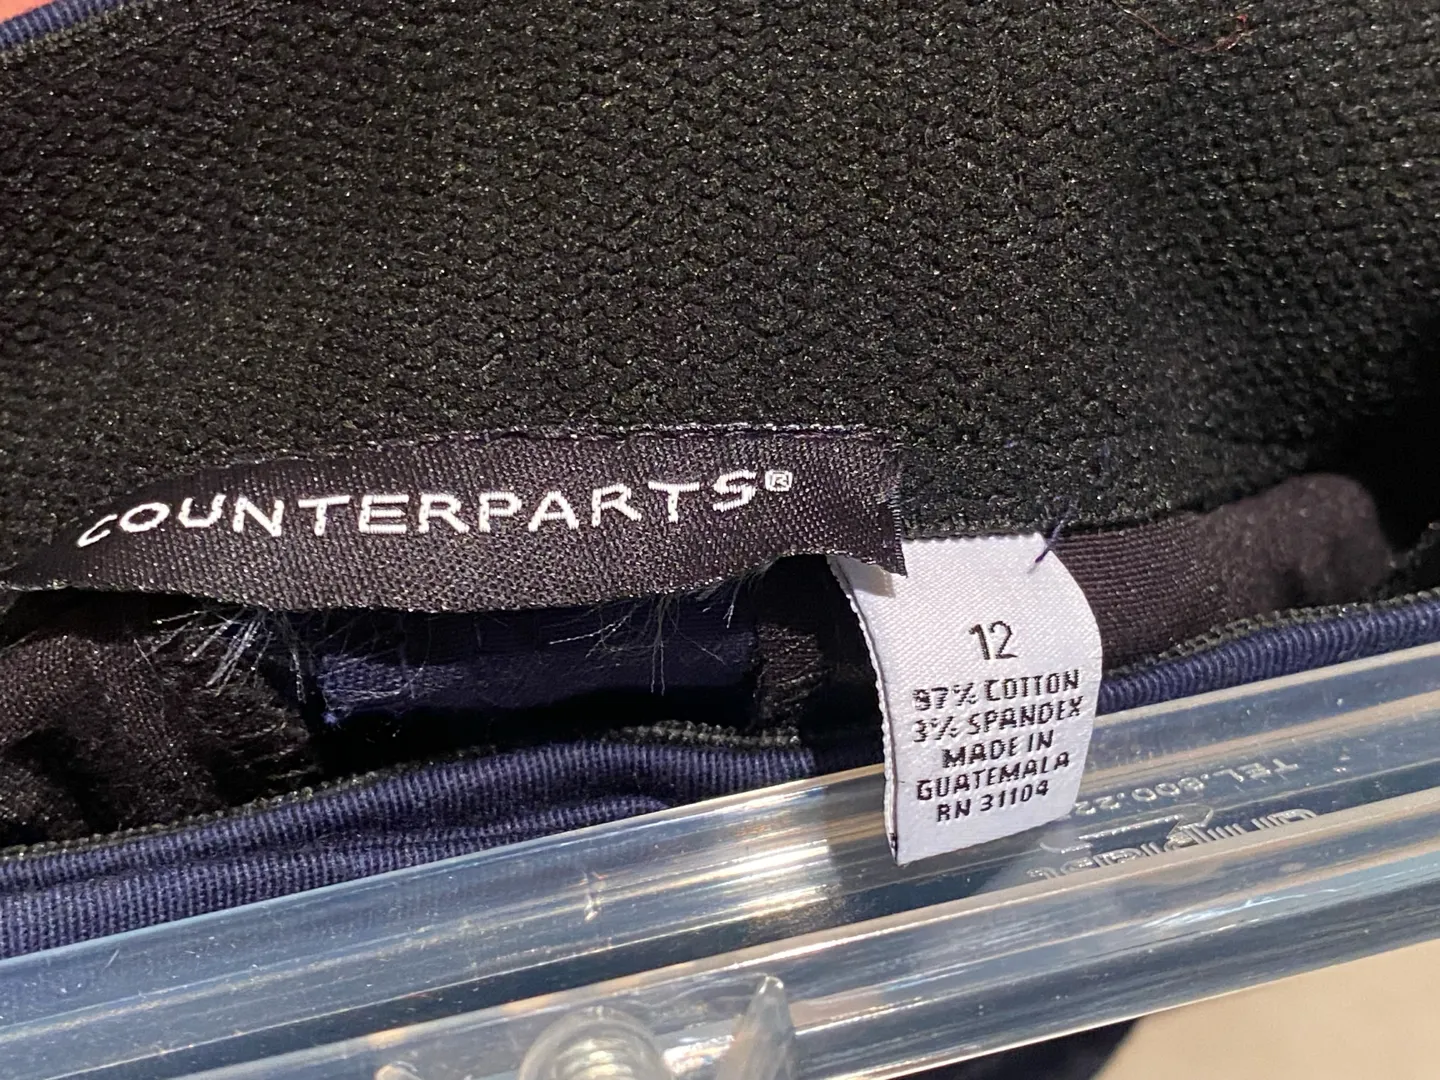 COUNTERPARTS®
12
97% COTTON
3% SPANDEX
MADE IN
GUATEMALA
RN 31104